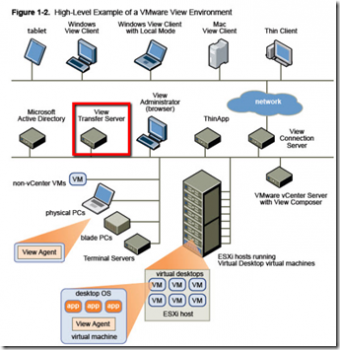 Figure 1-2. High-Level Example of a VMware View Environment
tablet
Windows
View Client
Windows View Client
with Local Mode
Mac
View Client
Thin Client
network
Microsoft
Active Directory
View
Transfer Server
View
Administrator
(browser)
ThinApp
View
Connection
Server
non-vCenter VMs
VM
VMware vCenter Server
with View Composer
physical PCs
blade PCs
View Agent
Terminal Servers
ESXi hosts running
Virtual Desktop virtual machines
virtual desktops
VM VM VM
VM VM VM
ESXi host
desktop OS
app app app
View Agent
virtual machine